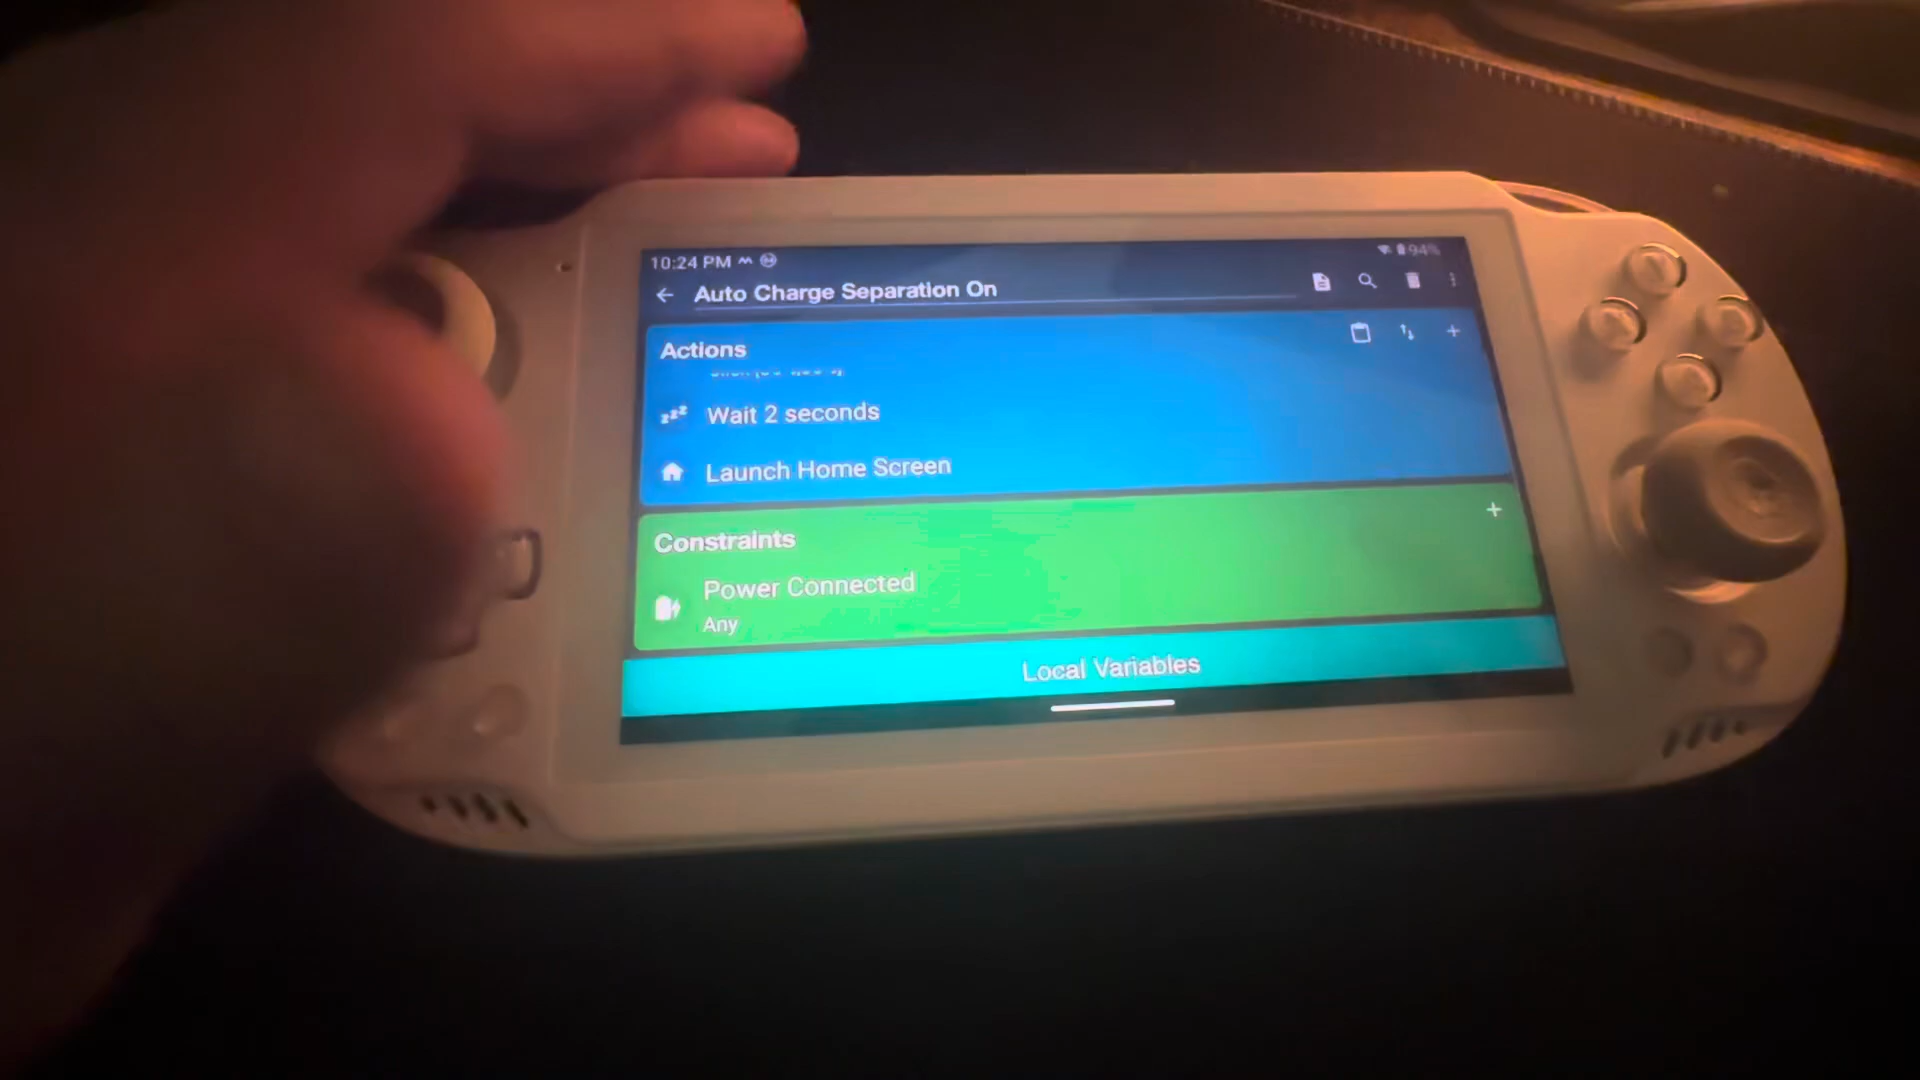 10:24 PM
94%
Auto Charge Separation On
Actions
Wait 2 seconds
Launch Home Screen
Constraints
Power Connected
Any
Local Variables